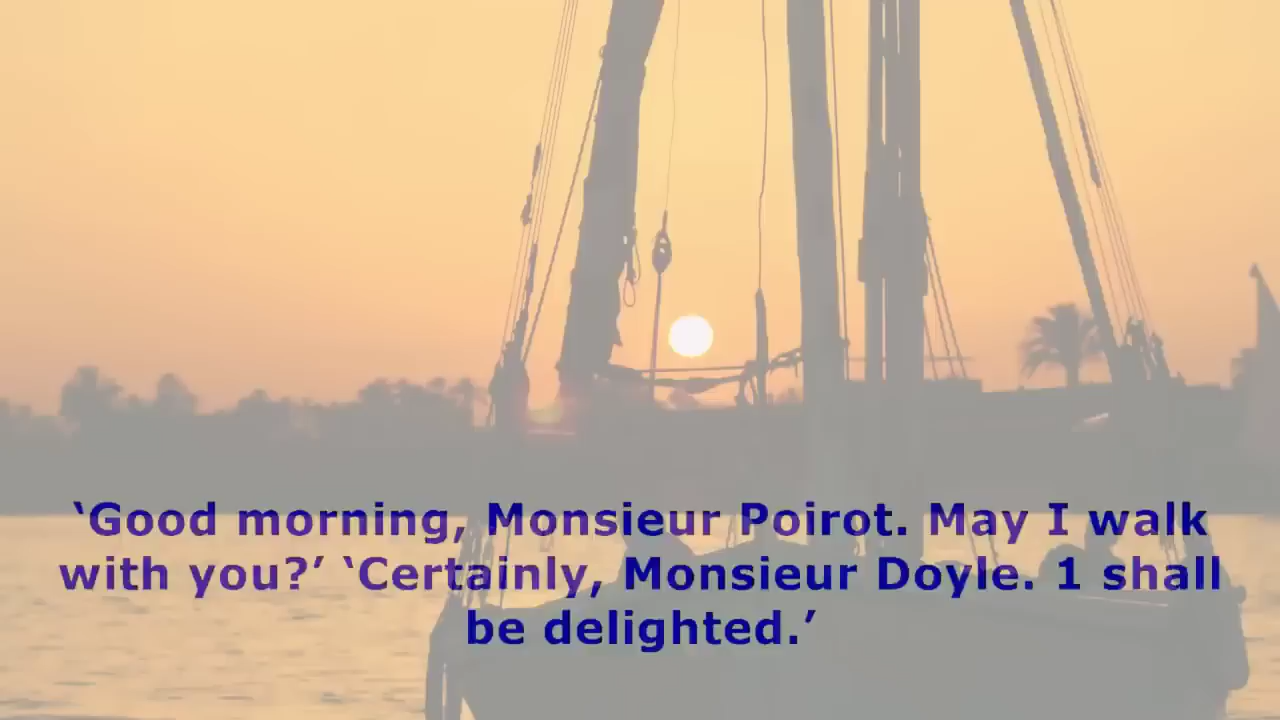 ‘Good morning, Monsieur Poirot. May I walk
with you?’ ‘Certainly, Monsieur Doyle. 1 shall
be delighted.’